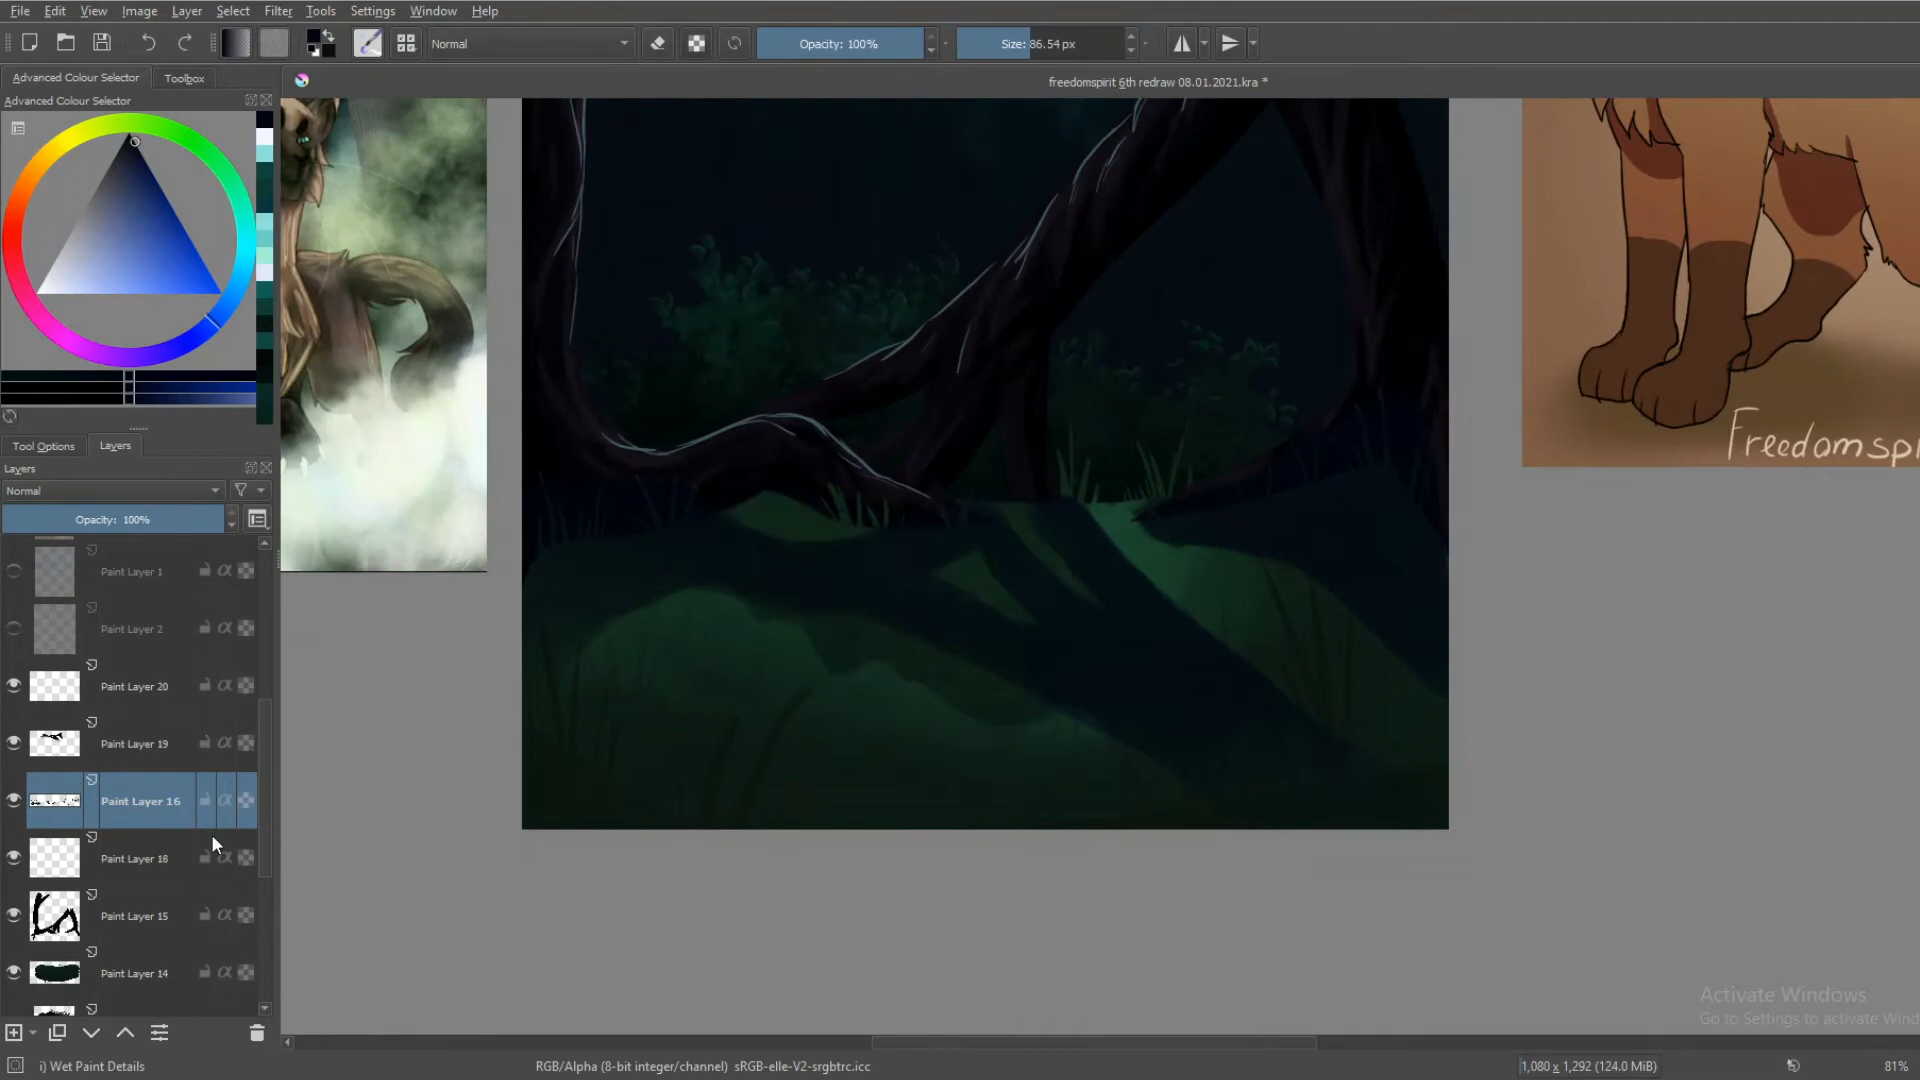 File Edit View Image Layer Select Filter Tools Settings Window Help
Normal
Opacity: 100%
Size: 86.54 px
Advanced Colour Selector
Toolbox
freedomspirit 6th redraw 08.01.2021.kra *
Advanced Colour Selector
Tool Options
Layers
Layers
Normal
Opacity: 100%
Paint Layer 1
Paint Layer 2
Paint Layer 20
Paint Layer 19
Paint Layer 16
Paint Layer 18
Paint Layer 15
Paint Layer 14
Freedomspi
Activate Windows
Go to Settings to activate Wind
i) Wet Paint Details
RGB/Alpha (8-bit integer/channel) sRGB-elle-V2-srgbtrc.icc
1,080 x 1,292 (124.0 MiB)
81%